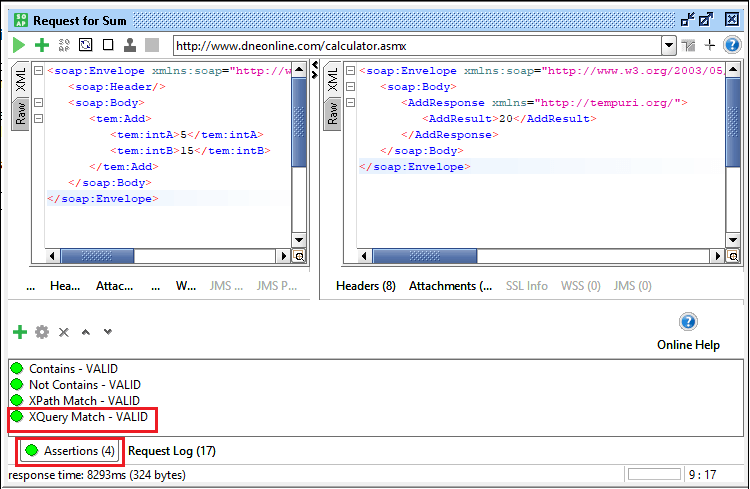 SO
AP
Request for Sum
SO
AP
http://www.dneonline.com/calculator.asmx
?
XML
Raw
<soap:Envelope xmlns:soap="http://w
<soap:Header/>
<soap:Body>
<tem:Add>
<tem:intA>5</tem:intA>
<tem:intB>15</tem:intB>
</tem:Add>
</soap:Body>
</soap:Envelope>
XML
Raw
<soap:Envelope xmlns:soap="http://www.w3.org/2003/05,
<soap:Body>
<AddResponse xmlns="http://tempuri.org/">
<AddResult>20</AddResult>
</AddResponse>
</soap:Body>
</soap:Envelope>
... Hea... Attac... ... W... JMS ... JMS P...
Headers (8) Attachments (... SSL Info WSS (0) JMS (0)
?
Online Help
Contains - VALID
Not Contains - VALID
XPath Match - VALID
XQuery Match - VALID
Assertions (4) Request Log (17)
response time: 8293ms (324 bytes) 9 : 17